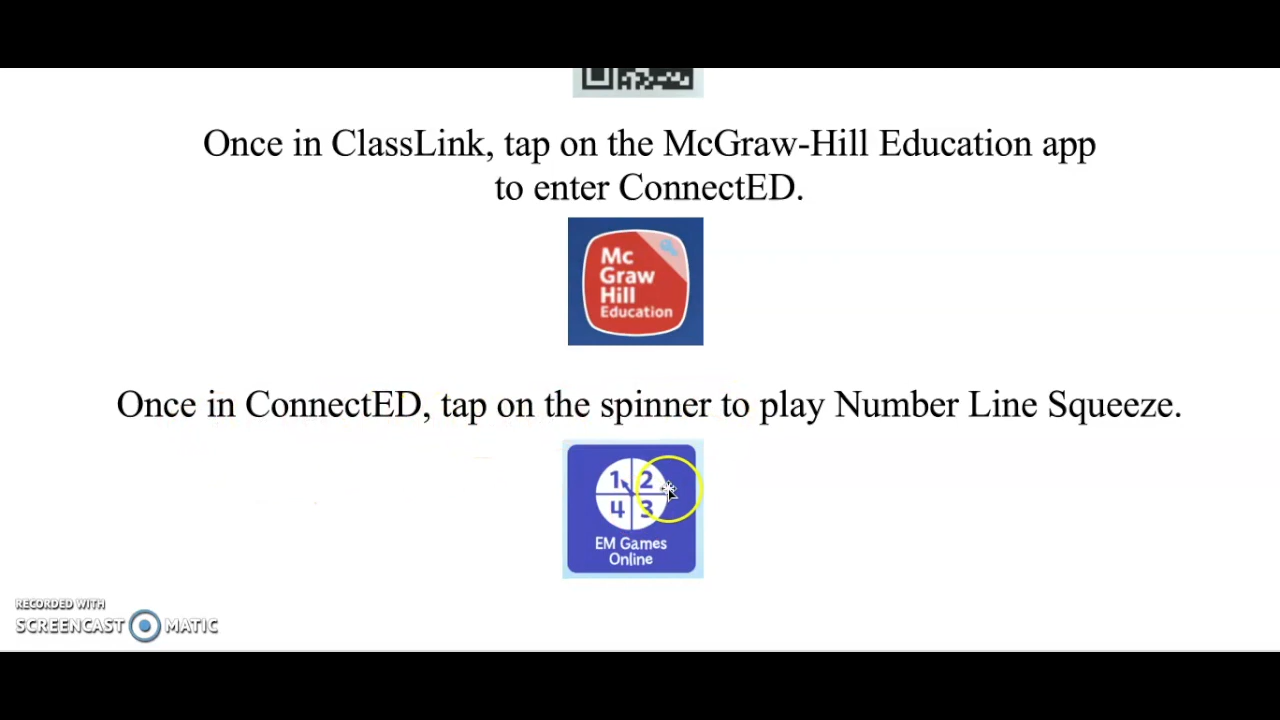 Once in ClassLink, tap on the McGraw-Hill Education app
to enter ConnectED.
Mc
Graw
Hill
Education
Once in ConnectED, tap on the spinner to play Number Line Squeeze.
1 2
4 3
EM Games
Online
RECORDED WITH
SCREENCAST MATIC